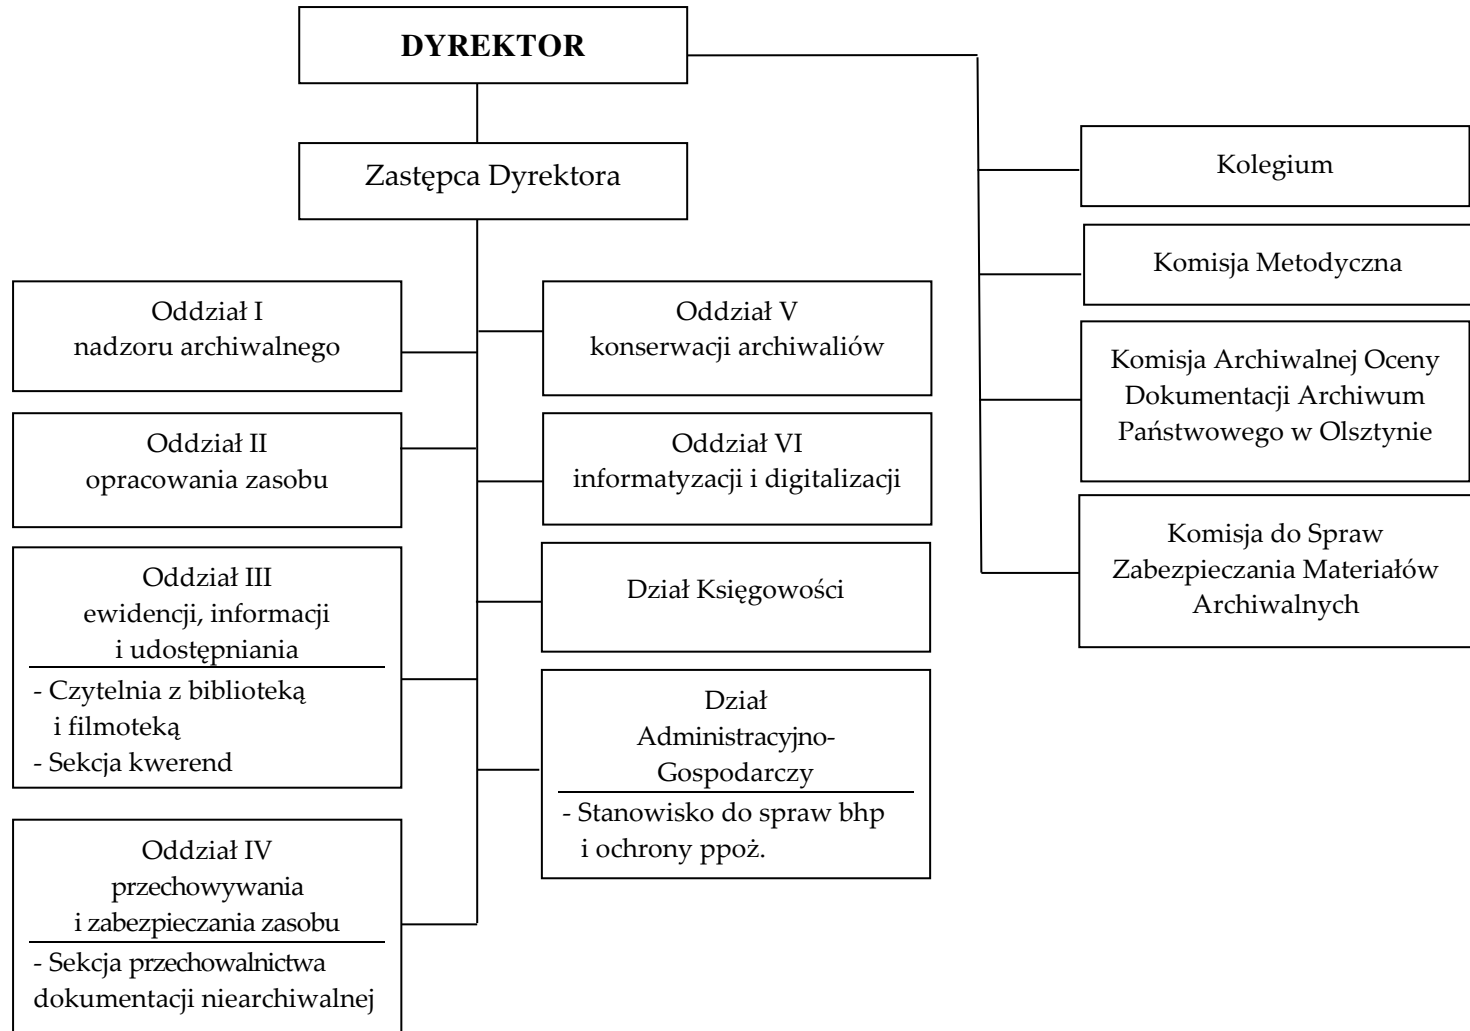 DYREKTOR
Zastępca Dyrektora
Oddział I
nadzoru archiwalnego
Oddział II
opracowania zasobu
Oddział III
ewidencji, informacji
i udostępniania
- Czytelnia z biblioteką
i filmoteką
- Sekcja kwerend
Oddział IV
przechowywania
i zabezpieczania zasobu
- Sekcja przechowalnictwa
dokumentacji niearchiwalnej
Oddział V
konserwacji archiwaliów
Oddział VI
informatyzacji i digitalizacji
Dział Księgowości
Dział
Administracyjno-
Gospodarczy
- Stanowisko do spraw bhp
i ochrony ppoż.
Kolegium
Komisja Metodyczna
Komisja Archiwalnej Oceny
Dokumentacji Archiwum
Państwowego w Olsztynie
Komisja do Spraw
Zabezpieczania Materiałów
Archiwalnych